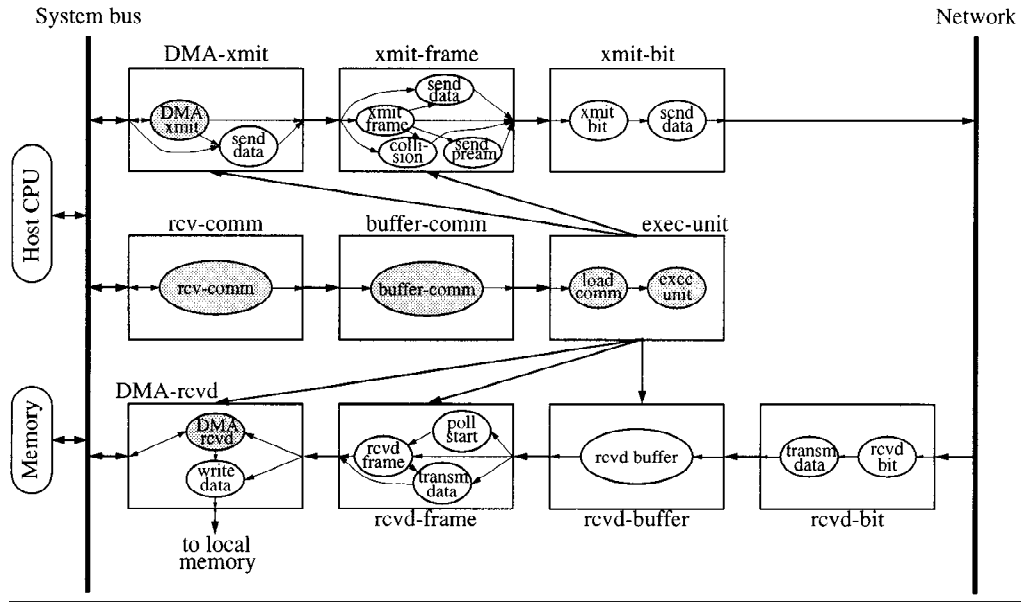 System bus
Network
DMA-xmit
xmit-frame
xmit-bit
DMA
xmit
send
data
send
data
xmit
frame
colli-
sion
send
pream
xmit
bit
send
data
Host CPU
rcv-comm
buffer-comm
exec-unit
rcv-comm
buffer-comm
load
comm
exec
unit
Memory
DMA-rcvd
DMA
rcvd
write
data
poll
start
rcvd
frame
transm
data
rcvd buffer
transm
data
rcvd
bit
rcvd-frame
rcvd-buffer
rcvd-bit
to local
memory